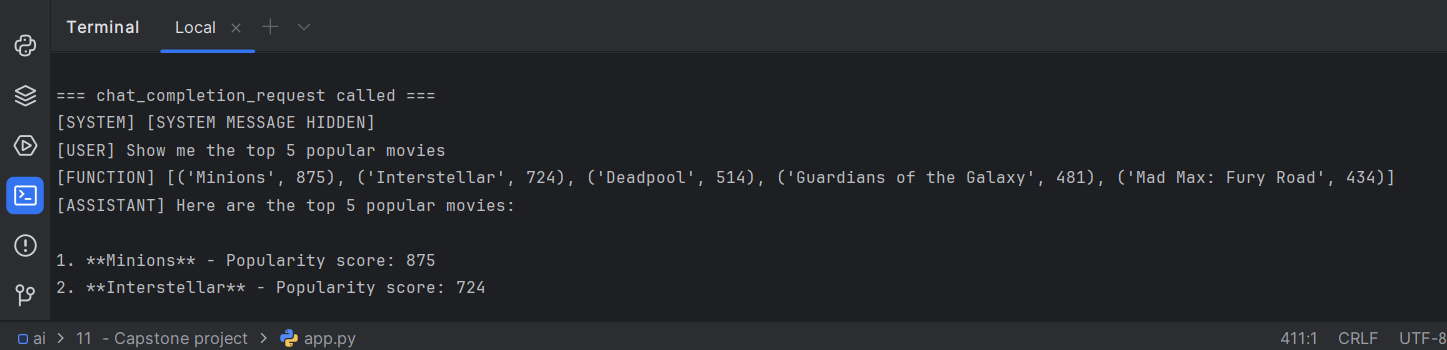 Terminal Local
=== chat_completion_request called ===
[SYSTEM] [SYSTEM MESSAGE HIDDEN]
[USER] Show me the top 5 popular movies
[FUNCTION] [('Minions', 875), ('Interstellar', 724), ('Deadpool', 514), ('Guardians of the Galaxy', 481), ('Mad Max: Fury Road', 434)]
[ASSISTANT] Here are the top 5 popular movies:
1. **Minions** - Popularity score: 875
2. **Interstellar** - Popularity score: 724
ai > 11 - Capstone project > app.py 411:1 CRLF UTF-8